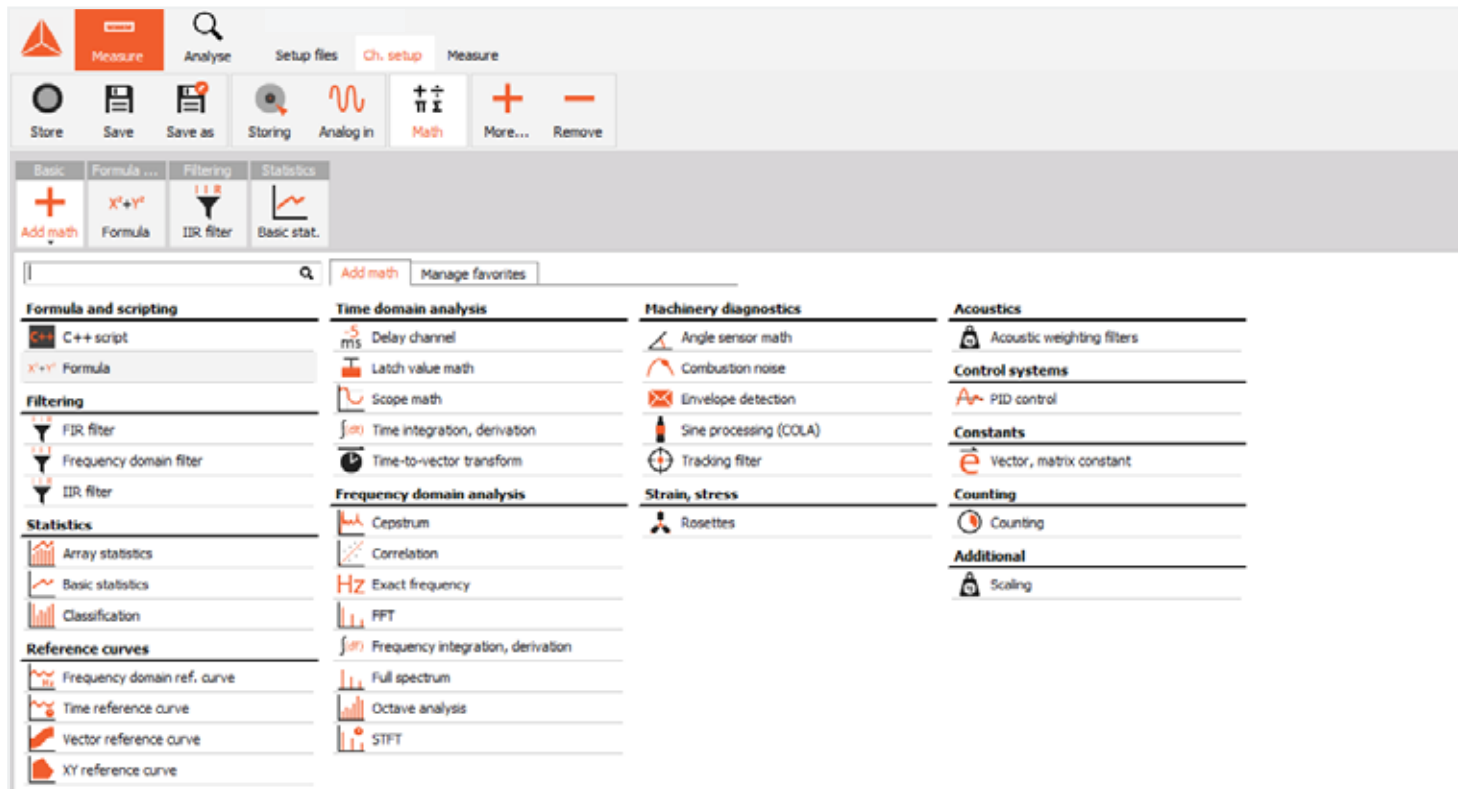 Measure
Analyse
Setup files
Ch. setup
Measure
Store
Save
Save as
Storing
Analog in
Math
More...
Remove
Basic
Formula ...
Filtering
Statistics
Add math
Formula
IIR filter
Basic stat.
Add math
Manage favorites
Formula and scripting
C++ script
Formula
Filtering
FIR filter
Frequency domain filter
IIR filter
Statistics
Array statistics
Basic statistics
Classification
Reference curves
Frequency domain ref. curve
Time reference curve
Vector reference curve
XY reference curve
Time domain analysis
Delay channel
Latch value math
Scope math
Time integration, derivation
Time-to-vector transform
Frequency domain analysis
Cepstrum
Correlation
Exact frequency
FFT
Frequency integration, derivation
Full spectrum
Octave analysis
STFT
Machinery diagnostics
Angle sensor math
Combustion noise
Envelope detection
Sine processing (COLA)
Tracking filter
Strain, stress
Rosettes
Acoustics
Acoustic weighting filters
Control systems
PID control
Constants
Vector, matrix constant
Counting
Counting
Additional
Scaling